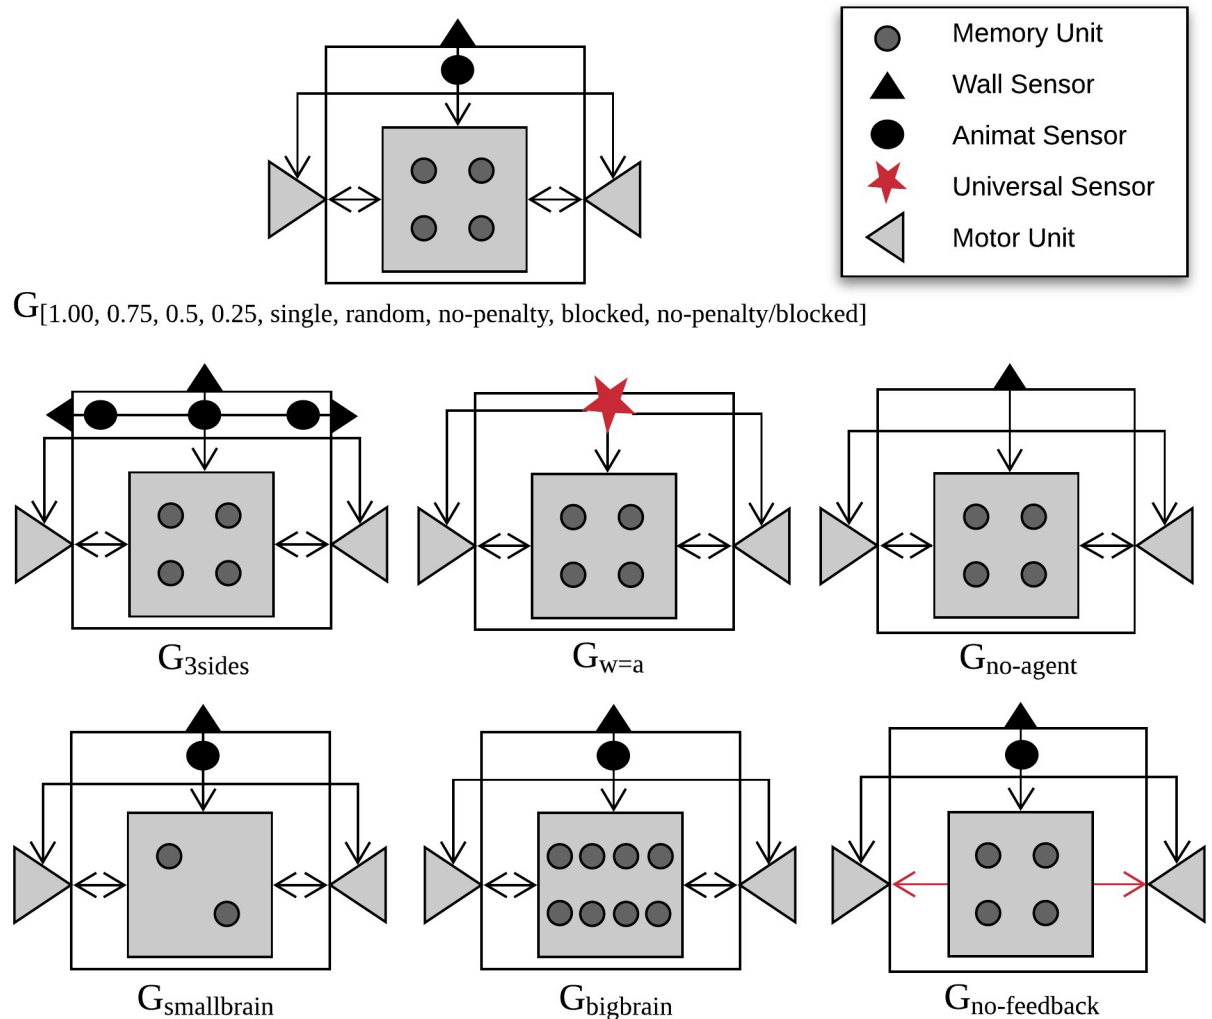 Memory Unit
Wall Sensor
Animat Sensor
Universal Sensor
Motor Unit
G[1.00, 0.75, 0.5, 0.25, single, random, no-penalty, blocked, no-penalty/blocked]
G3sides
Gw=a
Gno-agent
Gsmallbrain
Gbigbrain
Gno-feedback